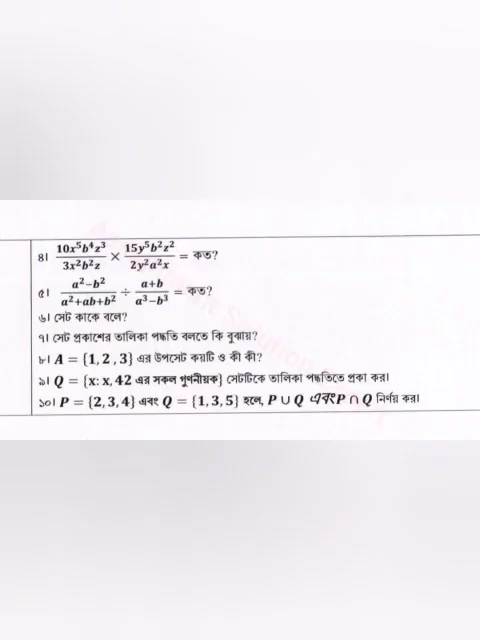 ৪। 10x⁵b⁴z³/3x²b²z × 15y⁵b²z²/2y²a²x = কত?
৫। a²−b²/a²+ab+b² ÷ a+b/a³−b³ = কত?
৬। সেট কাকে বলে?
৭। সেট প্রকাশের তালিকা পদ্ধতি বলতে কি বুঝায়?
৮। A = {1, 2 , 3} এর উপসেট কয়টি ও কী কী?
৯। Q = {x: x, 42 এর সকল গুণনীয়ক} সেটটিকে তালিকা পদ্ধতিতে প্রকা কর।
১০। P = {2, 3, 4} এবং Q = {1, 3, 5} হলে, P ∪ Q এবংP ∩ Q নির্ণয় কর।